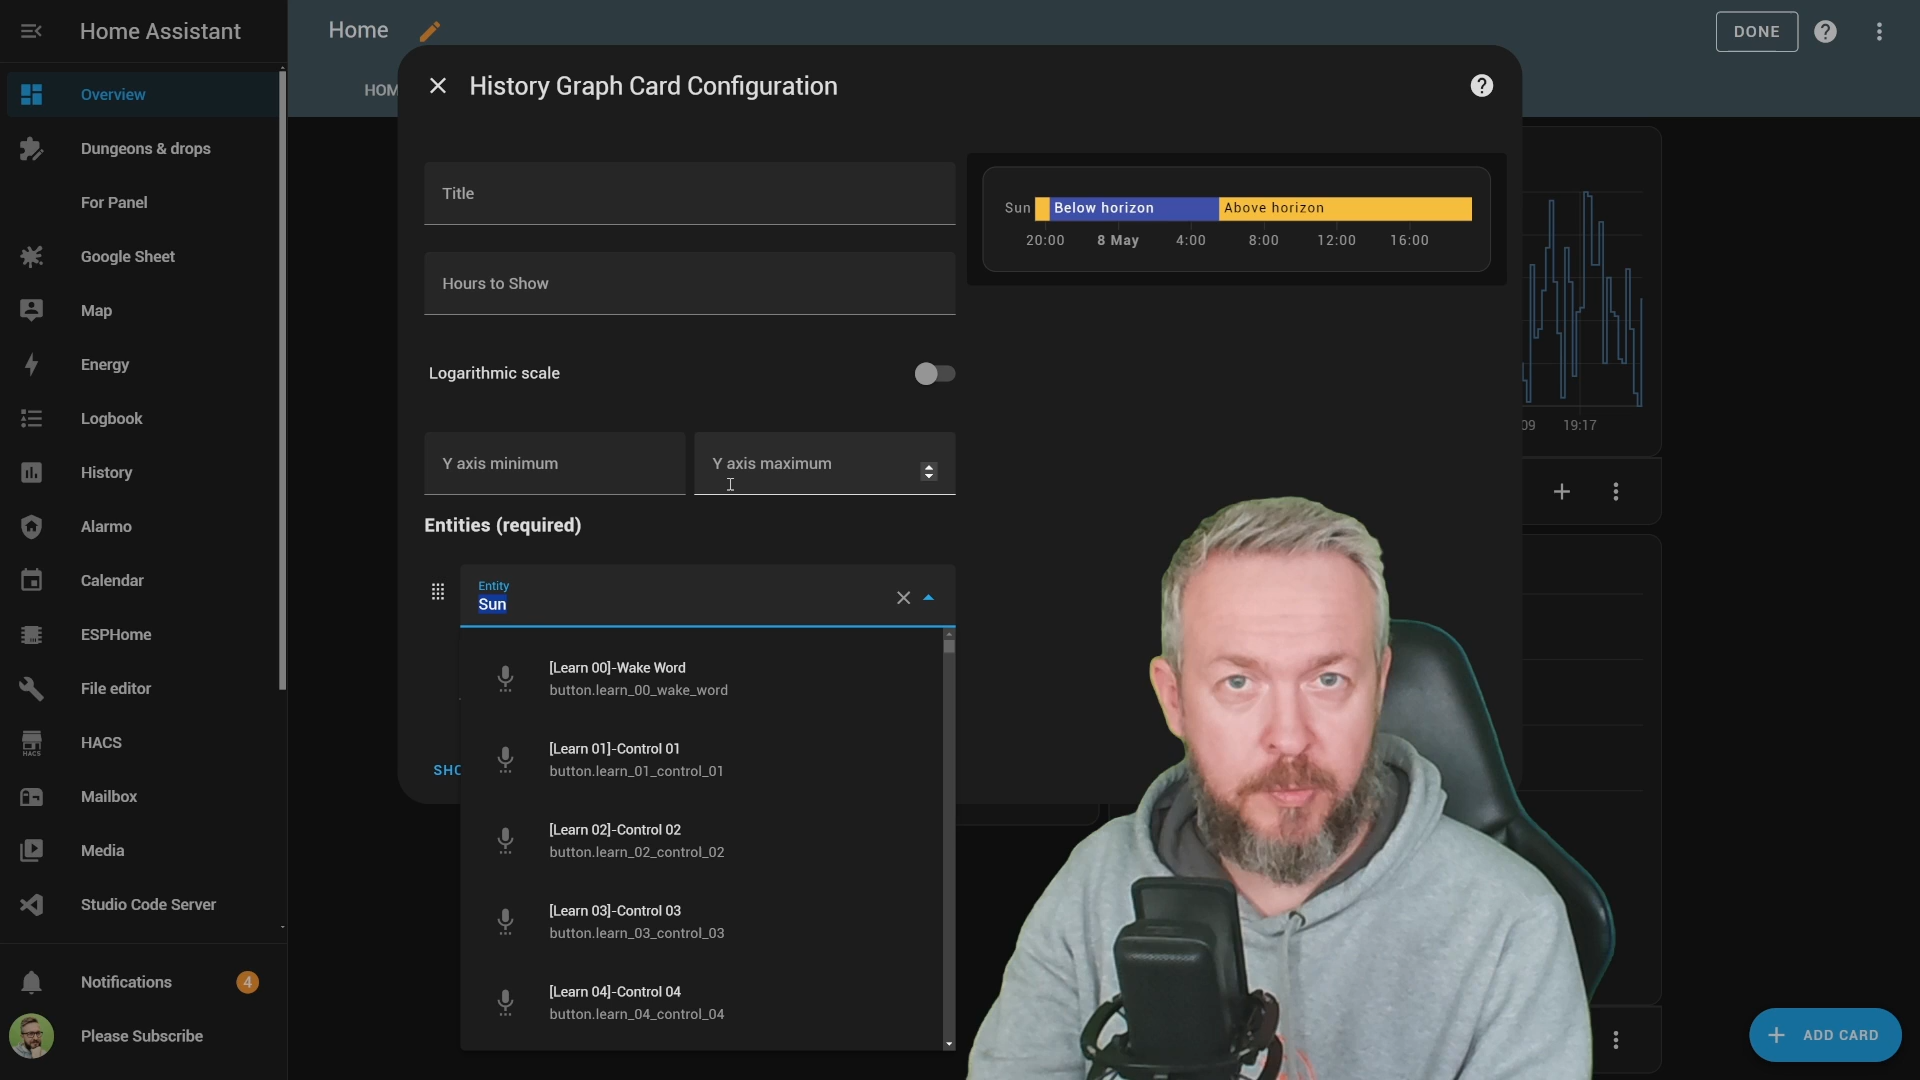 Home Assistant
Overview
Dungeons & drops
For Panel
Google Sheet
Map
Energy
Logbook
History
Alarmo
Calendar
ESPHome
File editor
HACS
HACS
Mailbox
Media
Studio Code Server
Notifications
4
Please Subscribe
Home
DONE
HOM
History Graph Card Configuration
Title
Hours to Show
Logarithmic scale
Y axis minimum
Y axis maximum
Entities (required)
Entity
Sun
[Learn 00]-Wake Word
button.learn_00_wake_word
[Learn 01]-Control 01
button.learn_01_control_01
[Learn 02]-Control 02
button.learn_02_control_02
[Learn 03]-Control 03
button.learn_03_control_03
[Learn 04]-Control 04
button.learn_04_control_04
SHO
Sun Below horizon Above horizon
20:00 8 May 4:00 8:00 12:00 16:00
09 19:17
ADD CARD